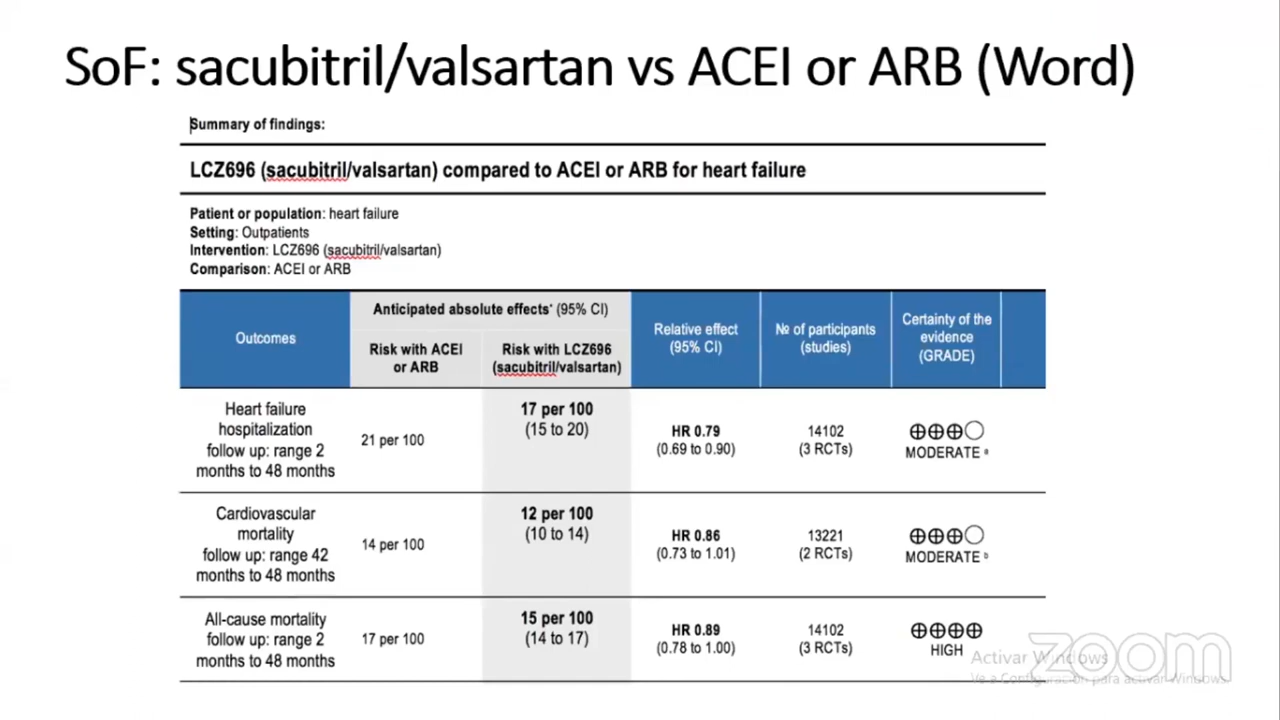 SoF: sacubitril/valsartan vs ACEI or ARB (Word)
Summary of findings:
LCZ696 (sacubitril/valsartan) compared to ACEI or ARB for heart failure
Patient or population: heart failure
Setting: Outpatients
Intervention: LCZ696 (sacubitril/valsartan)
Comparison: ACEI or ARB
Outcomes
Anticipated absolute effects* (95% CI)
Risk with ACEI
or ARB
Risk with LCZ696
(sacubitril/valsartan)
Relative effect
(95% CI)
№ of participants
(studies)
Certainty of the
evidence
(GRADE)
Heart failure
hospitalization
follow up: range 2
months to 48 months
21 per 100
17 per 100
(15 to 20)
HR 0.79
(0.69 to 0.90)
14102
(3 RCTs)
⊕⊕⊕◯
MODERATE a
Cardiovascular
mortality
follow up: range 42
months to 48 months
14 per 100
12 per 100
(10 to 14)
HR 0.86
(0.73 to 1.01)
13221
(2 RCTs)
⊕⊕⊕◯
MODERATE b
All-cause mortality
follow up: range 2
months to 48 months
17 per 100
15 per 100
(14 to 17)
HR 0.89
(0.78 to 1.00)
14102
(3 RCTs)
⊕⊕⊕⊕
HIGH
zoom
Activar Windows
Ve a Configuración para activar Windows.